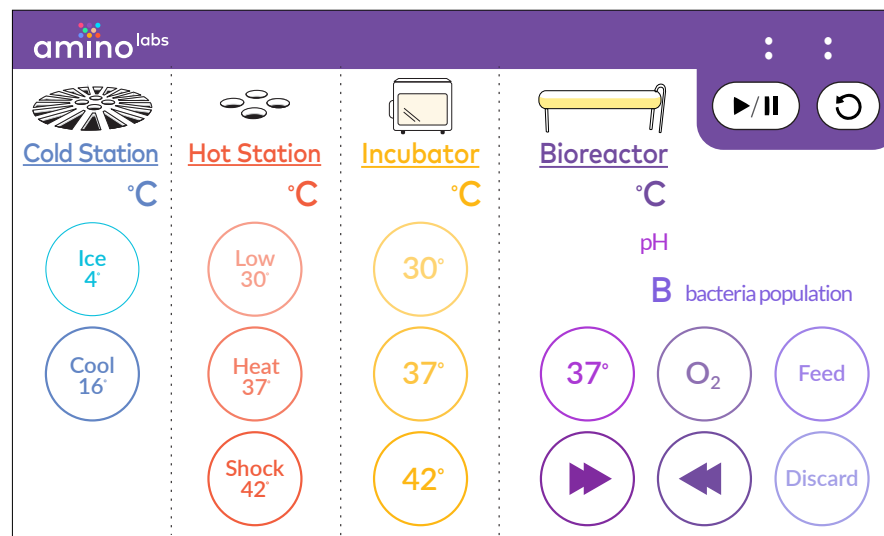 amino labs
Cold Station
°C
Ice
4°
Cool
16°
Hot Station
°C
Low
30°
Heat
37°
Shock
42°
Incubator
°C
30°
37°
42°
Bioreactor
°C
pH
B bacteria population
37°
O₂
Feed
Discard